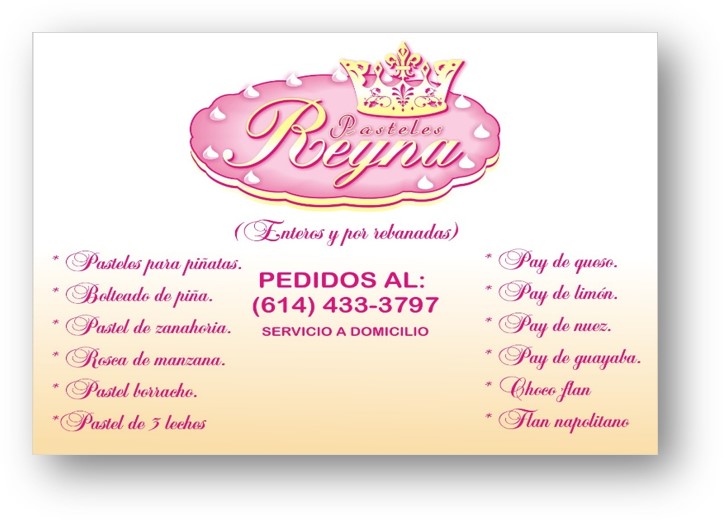 Pasteles
Reyna
(Enteros y por rebanadas)
* Pasteles para piñatas.
* Bolteado de piña.
* Pastel de zanahoria.
* Rosca de manzana.
* Pastel borracho.
*Pastel de 3 leches
PEDIDOS AL:
(614) 433-3797
SERVICIO A DOMICILIO
* Pay de queso.
* Pay de limón.
* Pay de nuez.
* Pay de guayaba.
* Choco flan
* Flan napolitano